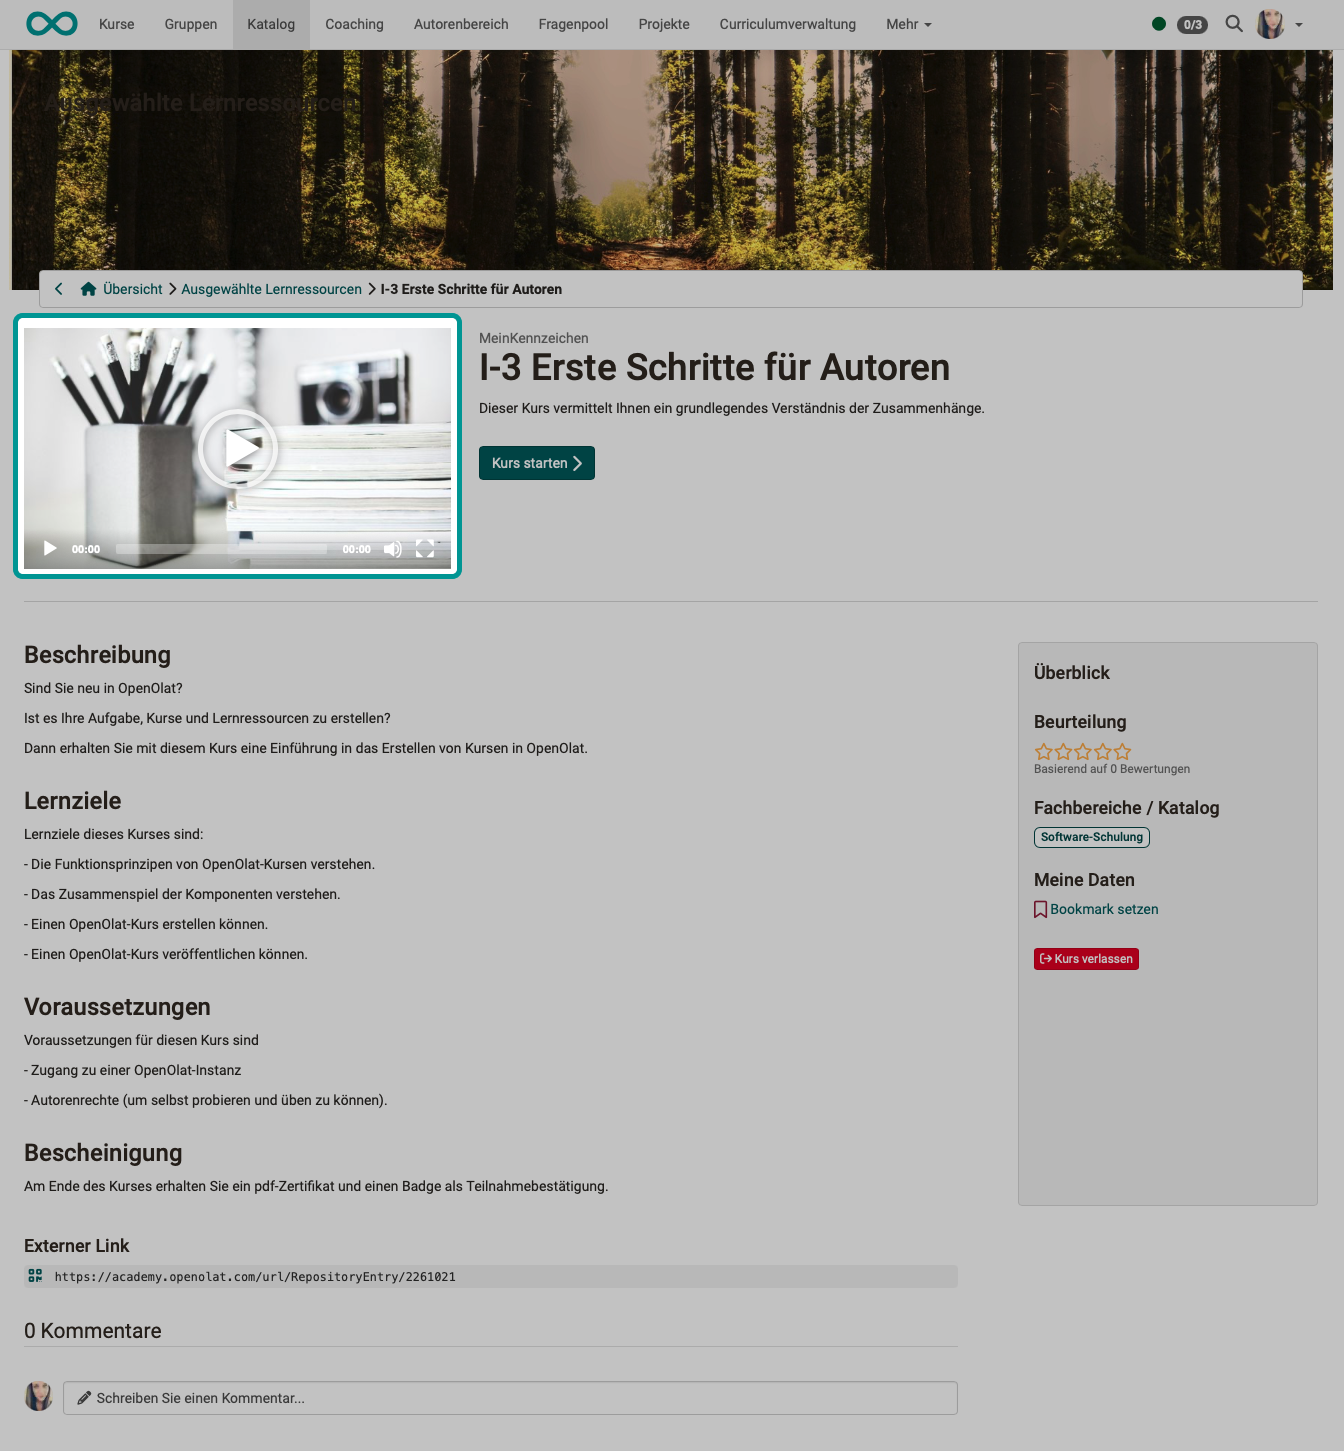 Kurse Gruppen Katalog Coaching Autorenbereich Fragenpool Projekte Curriculumverwaltung Mehr 0/3
Ausgewählte Lernressourcen
Übersicht Ausgewählte Lernressourcen I-3 Erste Schritte für Autoren
MeinKennzeichen
I-3 Erste Schritte für Autoren
Dieser Kurs vermittelt Ihnen ein grundlegendes Verständnis der Zusammenhänge.
Kurs starten
00:00 00:00
Beschreibung
Sind Sie neu in OpenOlat?
Ist es Ihre Aufgabe, Kurse und Lernressourcen zu erstellen?
Dann erhalten Sie mit diesem Kurs eine Einführung in das Erstellen von Kursen in OpenOlat.
Lernziele
Lernziele dieses Kurses sind:
- Die Funktionsprinzipen von OpenOlat-Kursen verstehen.
- Das Zusammenspiel der Komponenten verstehen.
- Einen OpenOlat-Kurs erstellen können.
- Einen OpenOlat-Kurs veröffentlichen können.
Voraussetzungen
Voraussetzungen für diesen Kurs sind
- Zugang zu einer OpenOlat-Instanz
- Autorenrechte (um selbst probieren und üben zu können).
Bescheinigung
Am Ende des Kurses erhalten Sie ein pdf-Zertifikat und einen Badge als Teilnahmebestätigung.
Externer Link
https://academy.openolat.com/url/RepositoryEntry/2261021
0 Kommentare
Schreiben Sie einen Kommentar...
Überblick
Beurteilung
Basierend auf 0 Bewertungen
Fachbereiche / Katalog
Software-Schulung
Meine Daten
Bookmark setzen
Kurs verlassen